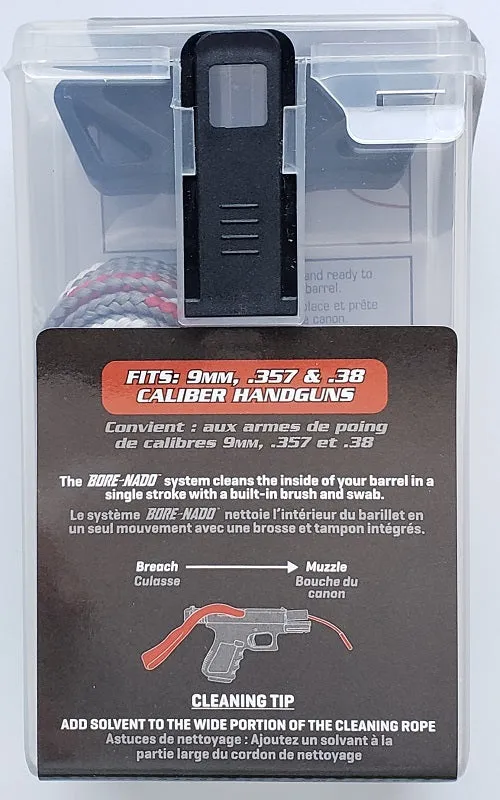 and ready to
barrel.
place et prête
canon.
FITS: 9MM, .357 & .38
CALIBER HANDGUNS
Convient : aux armes de poing
de calibres 9MM, .357 et .38
The BORE-NADO™ system cleans the inside of your barrel in a
single stroke with a built-in brush and swab.
Le système BORE-NADO™ nettoie l'intérieur du barillet en
un seul mouvement avec une brosse et tampon intégrés.
Breach Muzzle
Culasse Bouche du
canon
CLEANING TIP
ADD SOLVENT TO THE WIDE PORTION OF THE CLEANING ROPE
Astuces de nettoyage : Ajoutez un solvant à la
partie large du cordon de nettoyage